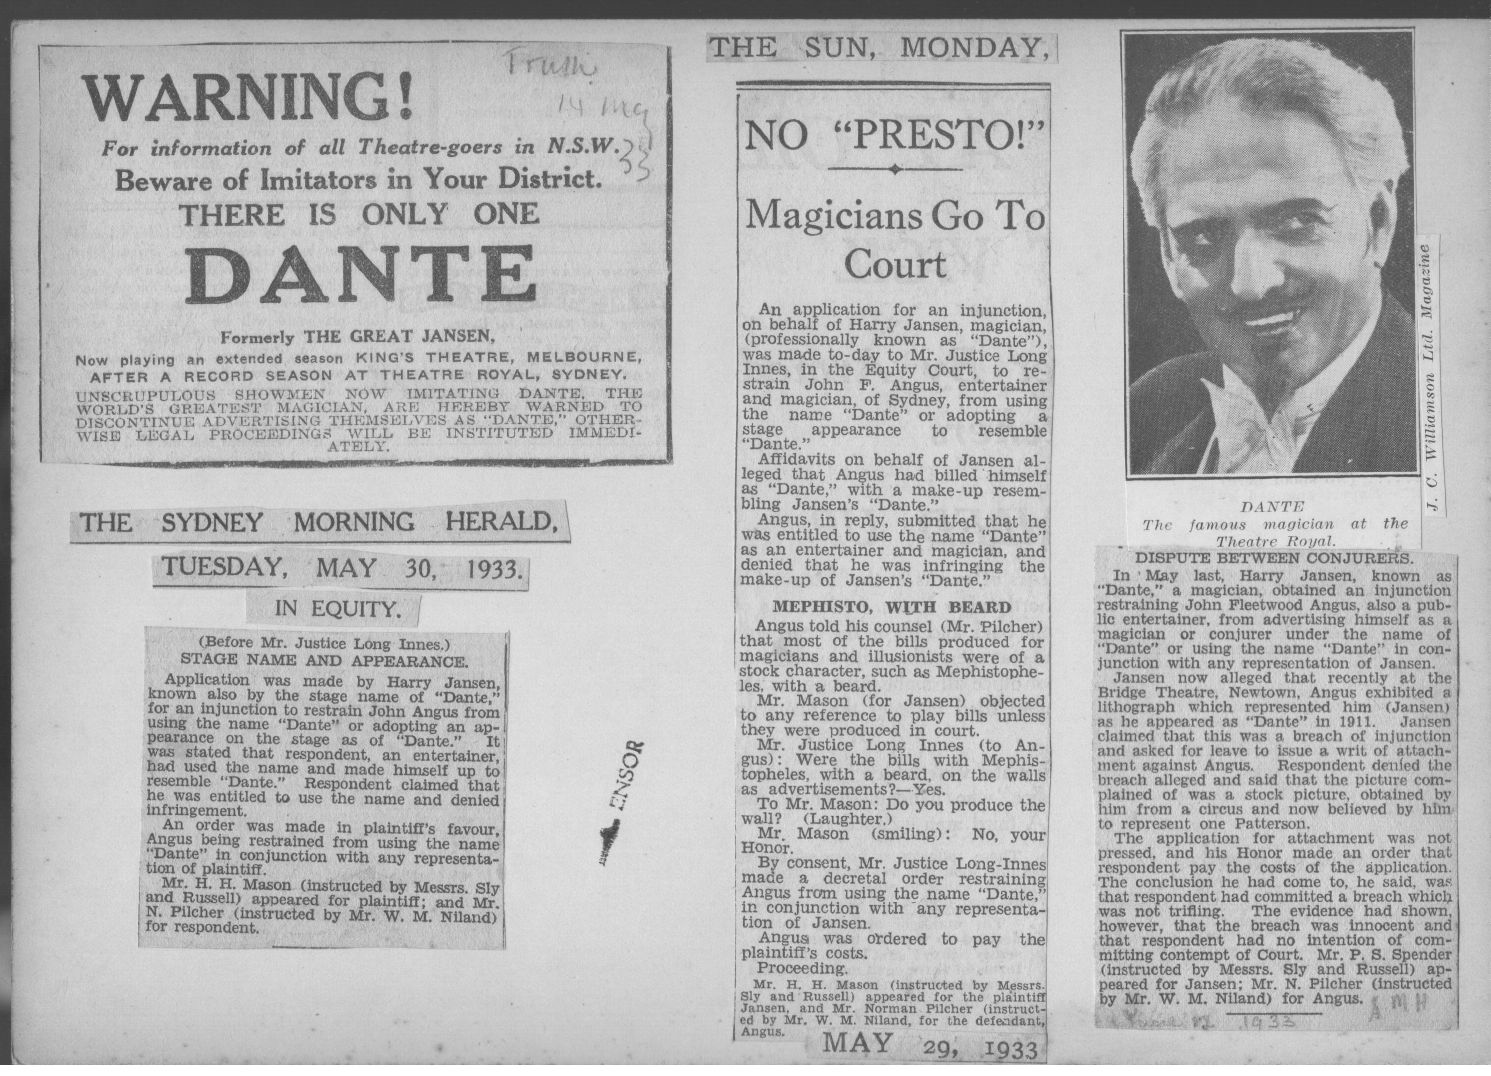 WARNING!
Truth
14 May
33
For information of all Theatre-goers in N.S.W.
Beware of Imitators in Your District.
THERE IS ONLY ONE
DANTE
Formerly THE GREAT JANSEN,
Now playing an extended season KING'S THEATRE, MELBOURNE,
AFTER A RECORD SEASON AT THEATRE ROYAL, SYDNEY.
UNSCRUPULOUS SHOWMEN NOW IMITATING DANTE, THE
WORLD'S GREATEST MAGICIAN, ARE HEREBY WARNED TO
DISCONTINUE ADVERTISING THEMSELVES AS "DANTE," OTHER-
WISE LEGAL PROCEEDINGS WILL BE INSTITUTED IMMEDI-
ATELY.
THE SYDNEY MORNING HERALD,
TUESDAY, MAY 30, 1933.
IN EQUITY.
(Before Mr. Justice Long Innes.)
STAGE NAME AND APPEARANCE.
Application was made by Harry Jansen,
known also by the stage name of "Dante,"
for an injunction to restrain John Angus from
using the name "Dante" or adopting an ap-
pearance on the stage as of "Dante." It
was stated that respondent, an entertainer,
had used the name and made himself up to
resemble "Dante." Respondent claimed that
he was entitled to use the name and denied
infringement.
An order was made in plaintiff's favour,
Angus being restrained from using the name
"Dante" in conjunction with any representa-
tion of plaintiff.
Mr. H. H. Mason (instructed by Messrs. Sly
and Russell) appeared for plaintiff; and Mr.
N. Pilcher (instructed by Mr. W. M. Niland)
for respondent.
ENSOR
THE SUN, MONDAY,
NO "PRESTO!"
Magicians Go To
Court
An application for an injunction,
on behalf of Harry Jansen, magician,
(professionally known as "Dante"),
was made to-day to Mr. Justice Long
Innes, in the Equity Court, to re-
strain John F. Angus, entertainer
and magician, of Sydney, from using
the name "Dante" or adopting a
stage appearance to resemble
"Dante."
Affidavits on behalf of Jansen al-
leged that Angus had billed himself
as "Dante," with a make-up resem-
bling Jansen's "Dante."
Angus, in reply, submitted that he
was entitled to use the name "Dante"
as an entertainer and magician, and
denied that he was infringing the
make-up of Jansen's "Dante."
MEPHISTO, WITH BEARD
Angus told his counsel (Mr. Pilcher)
that most of the bills produced for
magicians and illusionists were of a
stock character, such as Mephistophe-
les, with a beard.
Mr. Mason (for Jansen) objected
to any reference to play bills unless
they were produced in court.
Mr. Justice Long Innes (to An-
gus): Were the bills with Mephis-
topheles, with a beard, on the walls
as advertisements?—Yes.
To Mr. Mason: Do you produce the
wall? (Laughter.)
Mr. Mason (smiling): No, your
Honor.
By consent, Mr. Justice Long-Innes
made a decretal order restraining
Angus from using the name "Dante,"
in conjunction with any representa-
tion of Jansen.
Angus was ordered to pay the
plaintiff's costs.
Proceeding.
Mr. H. H. Mason (instructed by Messrs.
Sly and Russell) appeared for the plaintiff
Jansen, and Mr. Norman Pilcher (instruct-
ed by Mr. W. M. Niland, for the defendant,
Angus.
MAY 29, 1933
J. C. Williamson Ltd. Magazine
DANTE
The famous magician at the
Theatre Royal.
DISPUTE BETWEEN CONJURERS.
In May last, Harry Jansen, known as
"Dante," a magician, obtained an injunction
restraining John Fleetwood Angus, also a pub-
lic entertainer, from advertising himself as a
magician or conjurer under the name of
"Dante" or using the name "Dante" in con-
junction with any representation of Jansen.
Jansen now alleged that recently at the
Bridge Theatre, Newtown, Angus exhibited a
lithograph which represented him (Jansen)
as he appeared as "Dante" in 1911. Jansen
claimed that this was a breach of injunction
and asked for leave to issue a writ of attach-
ment against Angus. Respondent denied the
breach alleged and said that the picture com-
plained of was a stock picture, obtained by
him from a circus and now believed by him
to represent one Patterson.
The application for attachment was not
pressed, and his Honor made an order that
respondent pay the costs of the application.
The conclusion he had come to, he said, was
that respondent had committed a breach which
was not trifling. The evidence had shown,
however, that the breach was innocent and
that respondent had no intention of com-
mitting contempt of Court. Mr. P. S. Spender
(instructed by Messrs. Sly and Russell) ap-
peared for Jansen; Mr. N. Pilcher (instructed
by Mr. W. M. Niland) for Angus.
SMH
1933